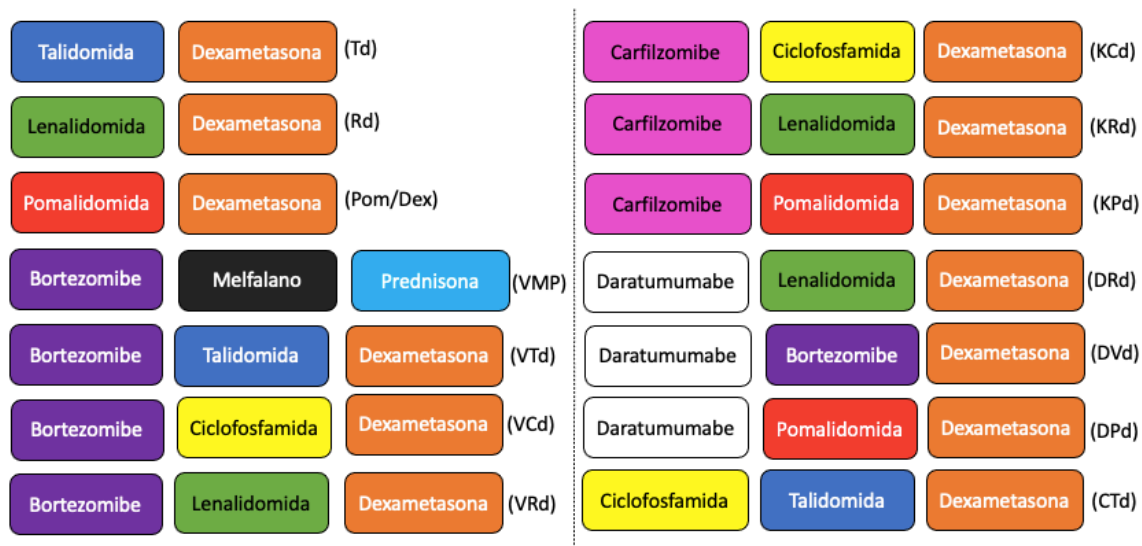 Talidomida Dexametasona (Td)
Lenalidomida Dexametasona (Rd)
Pomalidomida Dexametasona (Pom/Dex)
Bortezomibe Melfalano Prednisona (VMP)
Bortezomibe Talidomida Dexametasona (VTd)
Bortezomibe Ciclofosfamida Dexametasona (VCd)
Bortezomibe Lenalidomida Dexametasona (VRd)
Carfilzomibe Ciclofosfamida Dexametasona (KCd)
Carfilzomibe Lenalidomida Dexametasona (KRd)
Carfilzomibe Pomalidomida Dexametasona (KPd)
Daratumumabe Lenalidomida Dexametasona (DRd)
Daratumumabe Bortezomibe Dexametasona (DVd)
Daratumumabe Pomalidomida Dexametasona (DPd)
Ciclofosfamida Talidomida Dexametasona (CTd)